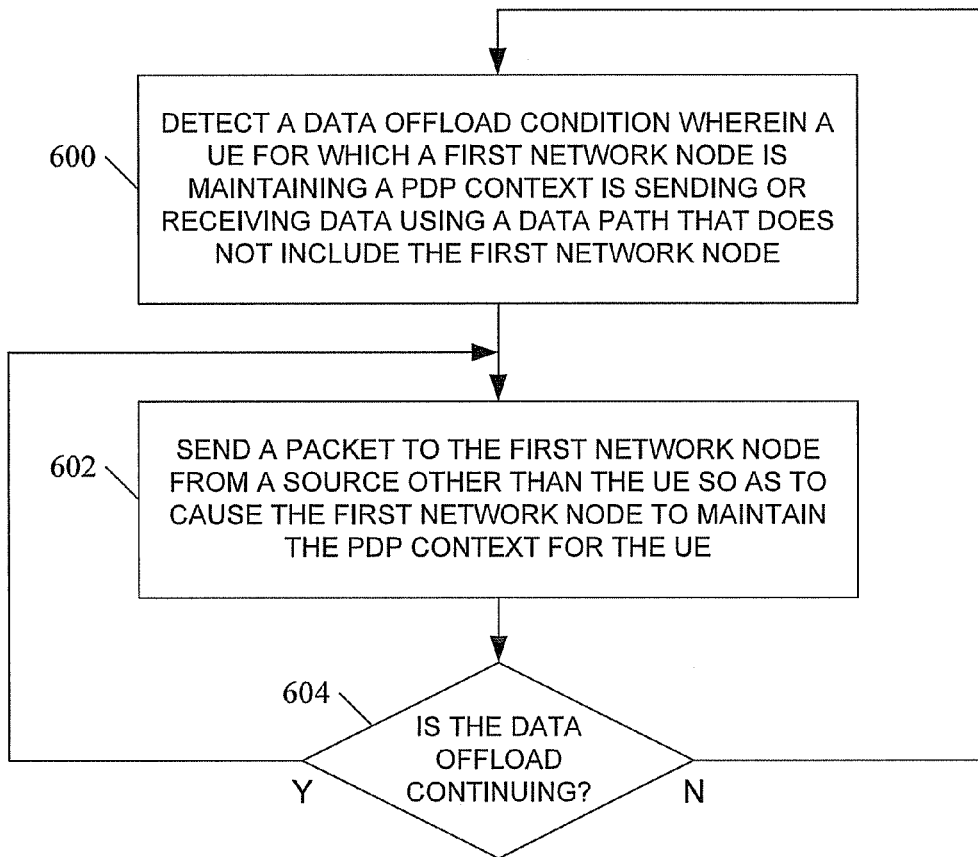 DETECT A DATA OFFLOAD CONDITION WHEREIN A
UE FOR WHICH A FIRST NETWORK NODE IS
MAINTAINING A PDP CONTEXT IS SENDING OR
RECEIVING DATA USING A DATA PATH THAT DOES
NOT INCLUDE THE FIRST NETWORK NODE
600
SEND A PACKET TO THE FIRST NETWORK NODE
FROM A SOURCE OTHER THAN THE UE SO AS TO
CAUSE THE FIRST NETWORK NODE TO MAINTAIN
THE PDP CONTEXT FOR THE UE
602
604
IS THE DATA
OFFLOAD
CONTINUING?
Y
N